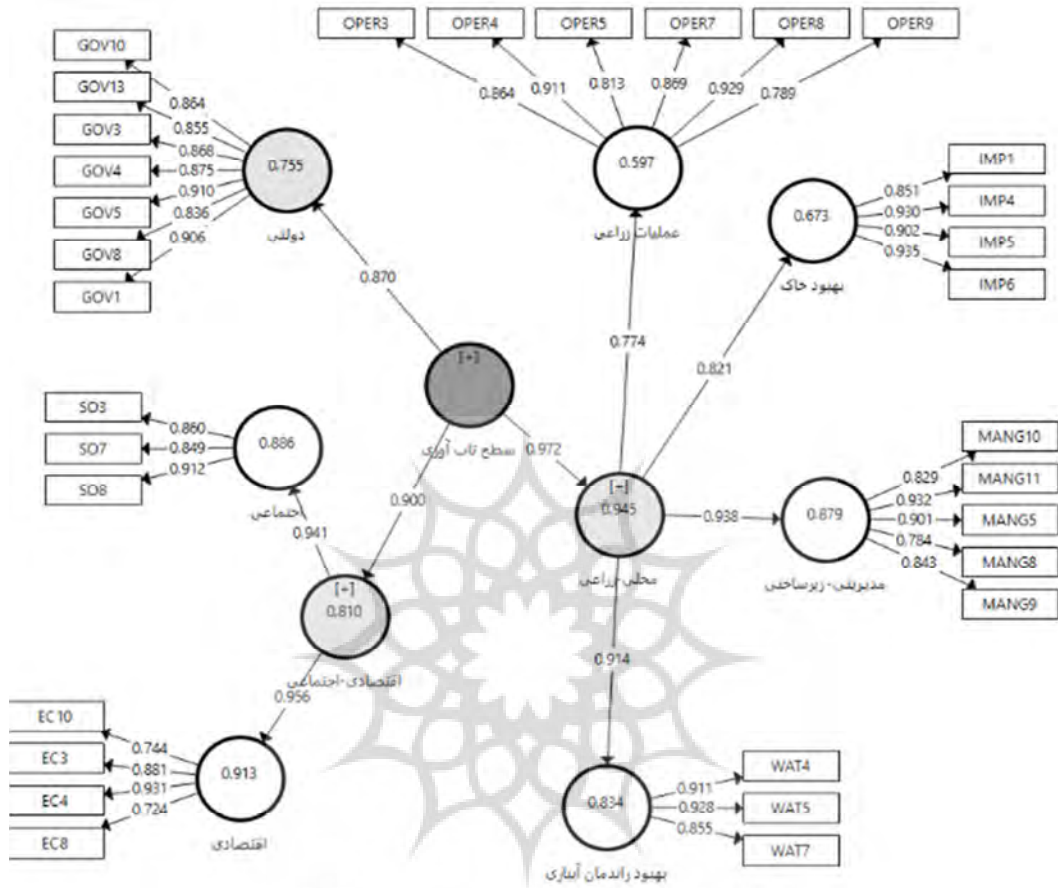 OPER3 OPER4 OPER5 OPER7 OPER8 OPER9
0.864 0.911 0.813 0.869 0.929 0.789
0.597
عملیات زراعی
GOV10
GOV13
GOV3
GOV4
GOV5
GOV8
GOV1
0.864
0.855
0.868
0.875
0.910
0.836
0.906
0.755
دولتی
0.870
IMP1
IMP4
IMP5
IMP6
0.851
0.930
0.902
0.935
0.673
بهبود خاک
0.774
0.821
[+]
سطح تاب آوری
0.972
0.900
SO3
SO7
SO8
0.860
0.849
0.912
0.886
اجتماعی
0.941
[-]
0.945
محلی-زراعی
0.938
MANG10
MANG11
MANG5
MANG8
MANG9
0.829
0.932
0.901
0.784
0.843
0.879
مدیریتی- زیرساختی
[+]
0.810
اقتصادی-اجتماعی
0.956
0.914
EC10
EC3
EC4
EC8
0.744
0.881
0.931
0.724
0.913
اقتصادی
WAT4
WAT5
WAT7
0.911
0.928
0.855
0.834
بهبود راندمان آبیاری